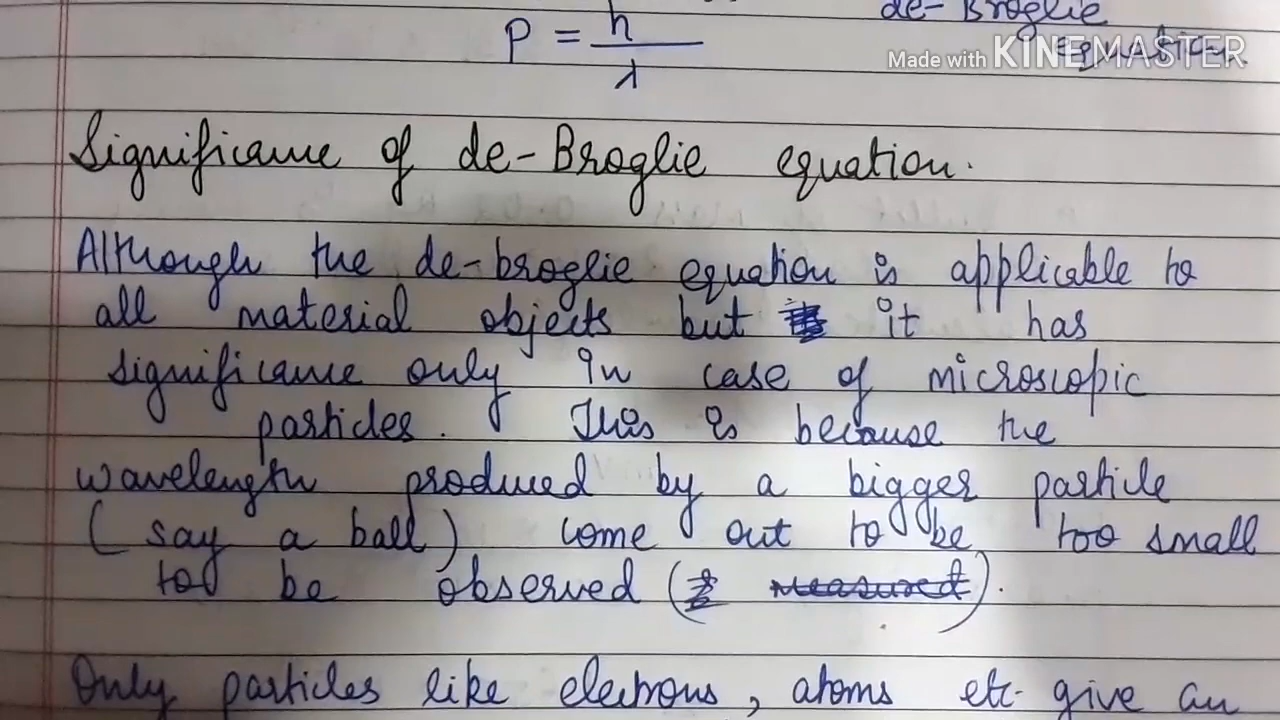 de-Broglie
P = h
λ
equation.
Made with KINEMASTER
Significance of de-Broglie equation.
Although the de-broglie equation is applicable to
all material objects but it has
significance only in case of microscopic
particles. This is because the
wavelength produced by a bigger particle
(say a ball) come out to be too small
too be observed ( measured).
Only particles like electrons, atoms etc give an